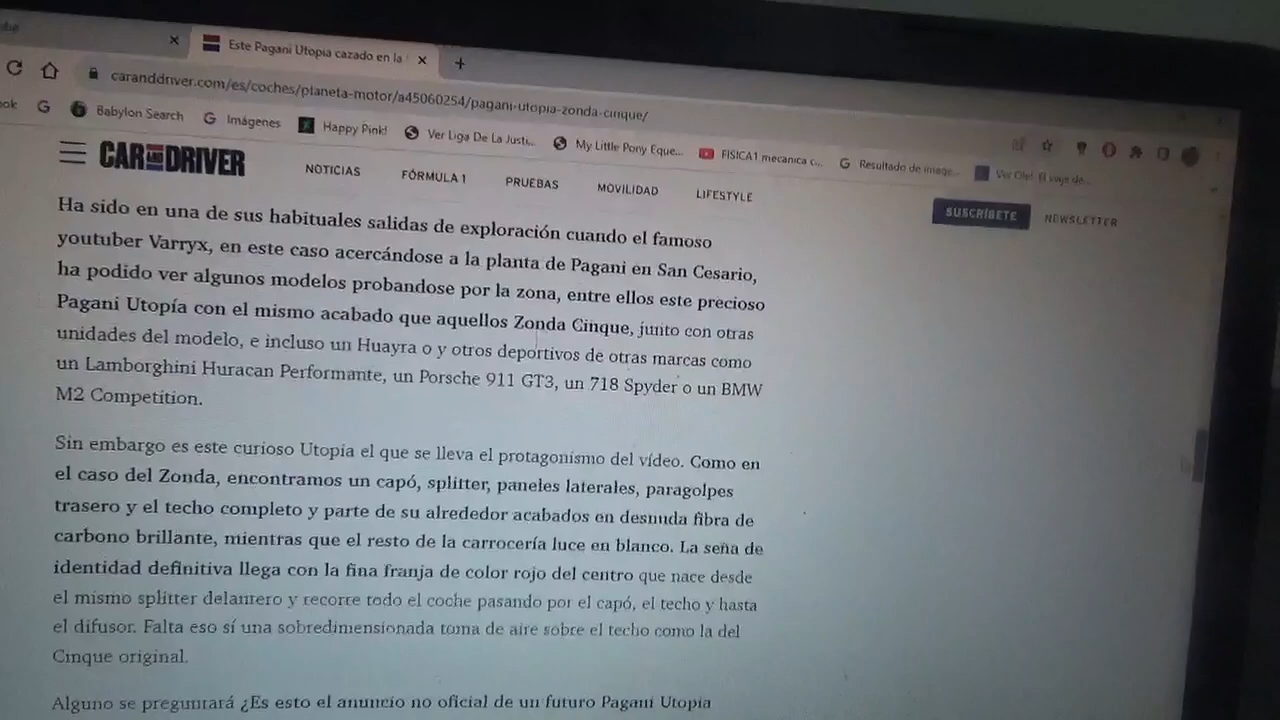 Este Pagani Utopia cazado en la
caranddriver.com/es/coches/planeta-motor/a45060254/pagani-utopia-zonda-cinque/
Babylon Search
Imágenes
Happy Pink!
Ver Liga De La Justi...
My Little Pony Eque...
FISICA1 mecanica c...
Resultado de image...
CAR AND DRIVER
NOTICIAS
FÓRMULA 1
PRUEBAS
MOVILIDAD
LIFESTYLE
SUSCRÍBETE
NEWSLETTER
Ha sido en una de sus habituales salidas de exploración cuando el famoso
youtuber Varryx, en este caso acercándose a la planta de Pagani en San Cesario,
ha podido ver algunos modelos probandose por la zona, entre ellos este precioso
Pagani Utopía con el mismo acabado que aquellos Zonda Cinque, junto con otras
unidades del modelo, e incluso un Huayra o y otros deportivos de otras marcas como
un Lamborghini Huracan Performante, un Porsche 911 GT3, un 718 Spyder o un BMW
M2 Competition.
Sin embargo es este curioso Utopía el que se lleva el protagonismo del vídeo. Como en
el caso del Zonda, encontramos un capó, splitter, paneles laterales, paragolpes
trasero y el techo completo y parte de su alrededor acabados en desnuda fibra de
carbono brillante, mientras que el resto de la carrocería luce en blanco. La seña de
identidad definitiva llega con la fina franja de color rojo del centro que nace desde
el mismo splitter delantero y recorre todo el coche pasando por el capó, el techo y hasta
el difusor. Falta eso sí una sobredimensionada toma de aire sobre el techo como la del
Cinque original.
Alguno se preguntará ¿Es esto el anuncio no oficial de un futuro Pagani Utopia